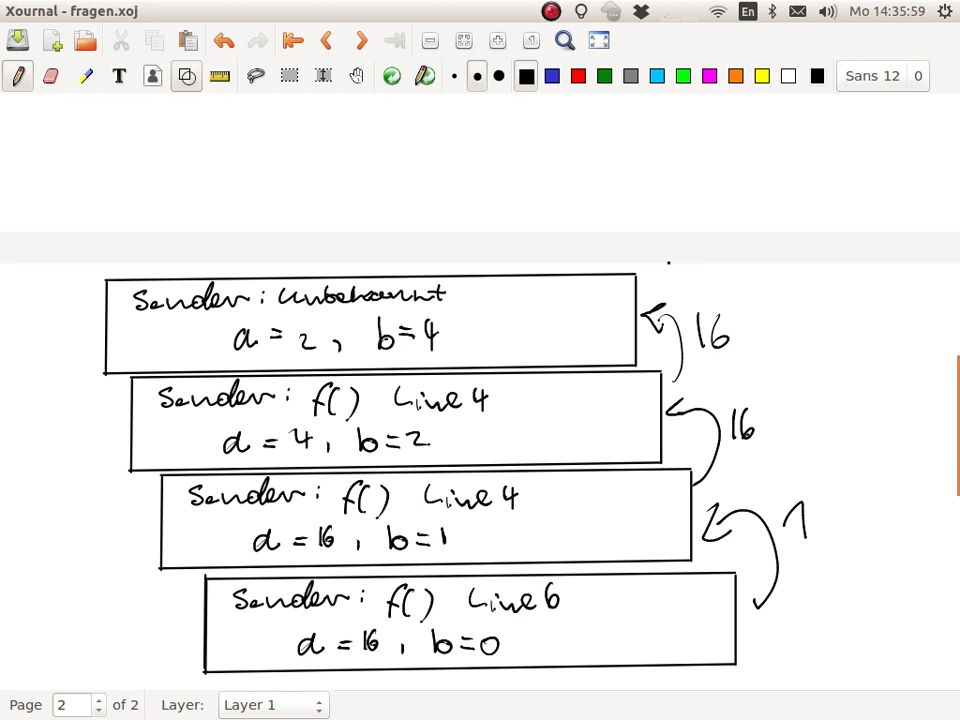 Xournal - fragen.xoj
En
Mo 14:35:59
T
Sans 12 0
Sender: Unbekannt
a = 2, b = 4
16
Sender: f() Line 4
a = 4, b = 2
16
Sender: f() Line 4
a = 16, b = 1
1
Sender: f() Line 6
a = 16, b = 0
Page 2 of 2 Layer: Layer 1